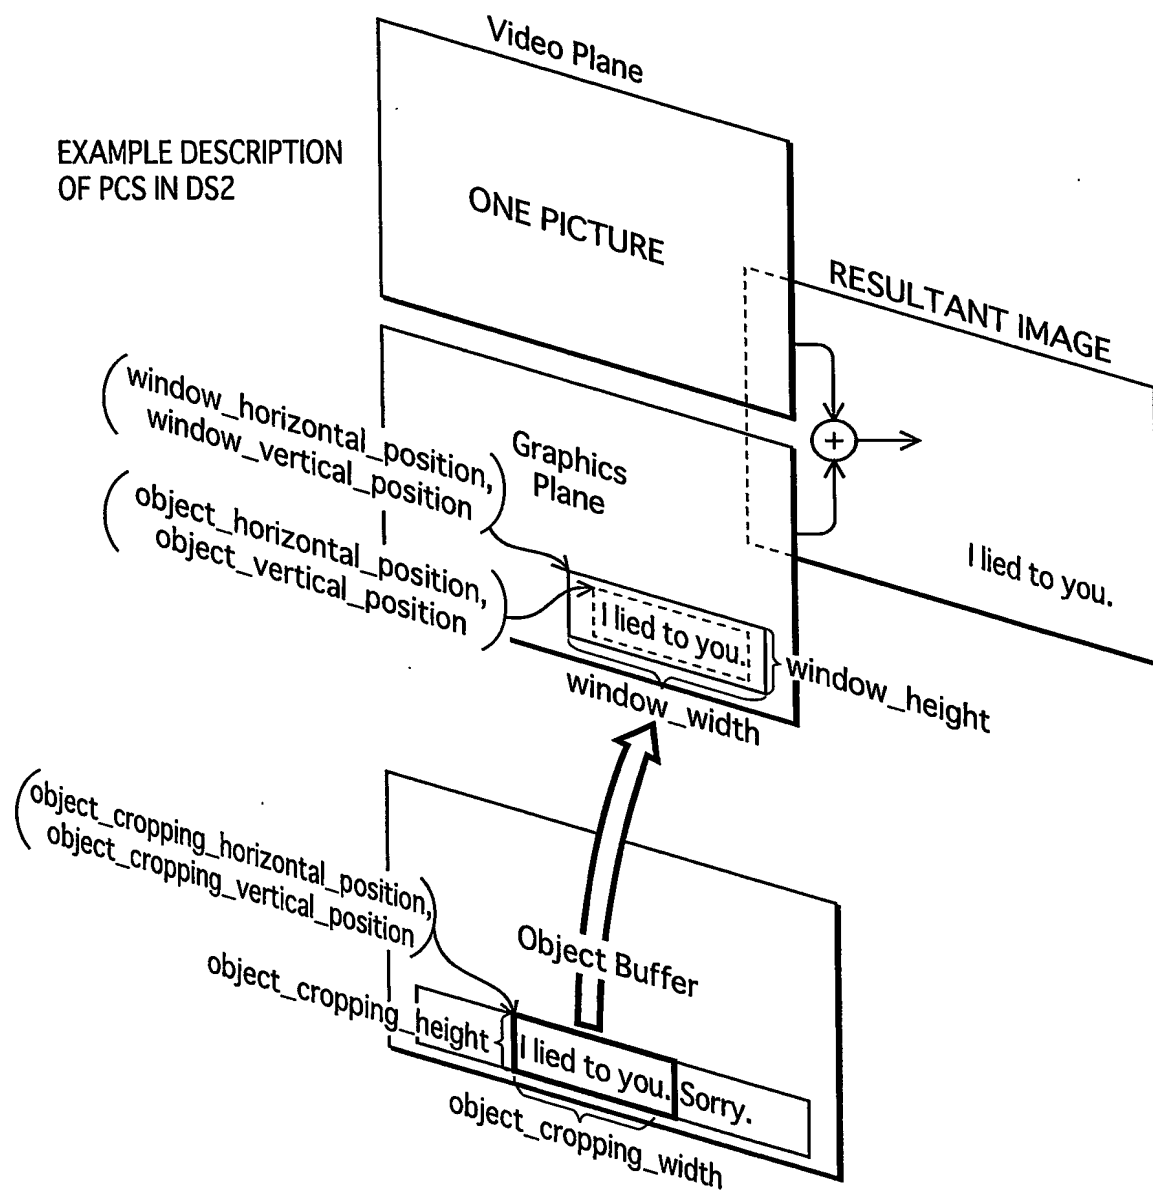 Video Plane
EXAMPLE DESCRIPTION
OF PCS IN DS2
ONE PICTURE
RESULTANT IMAGE
(window_horizontal_position,
window_vertical_position)
Graphics
Plane
+
(object_horizontal_position,
object_vertical_position)
I lied to you.
I lied to you.
window_height
window_width
(object_cropping_horizontal_position,
object_cropping_vertical_position)
Object Buffer
object_cropping_height
I lied to you. Sorry.
object_cropping_width